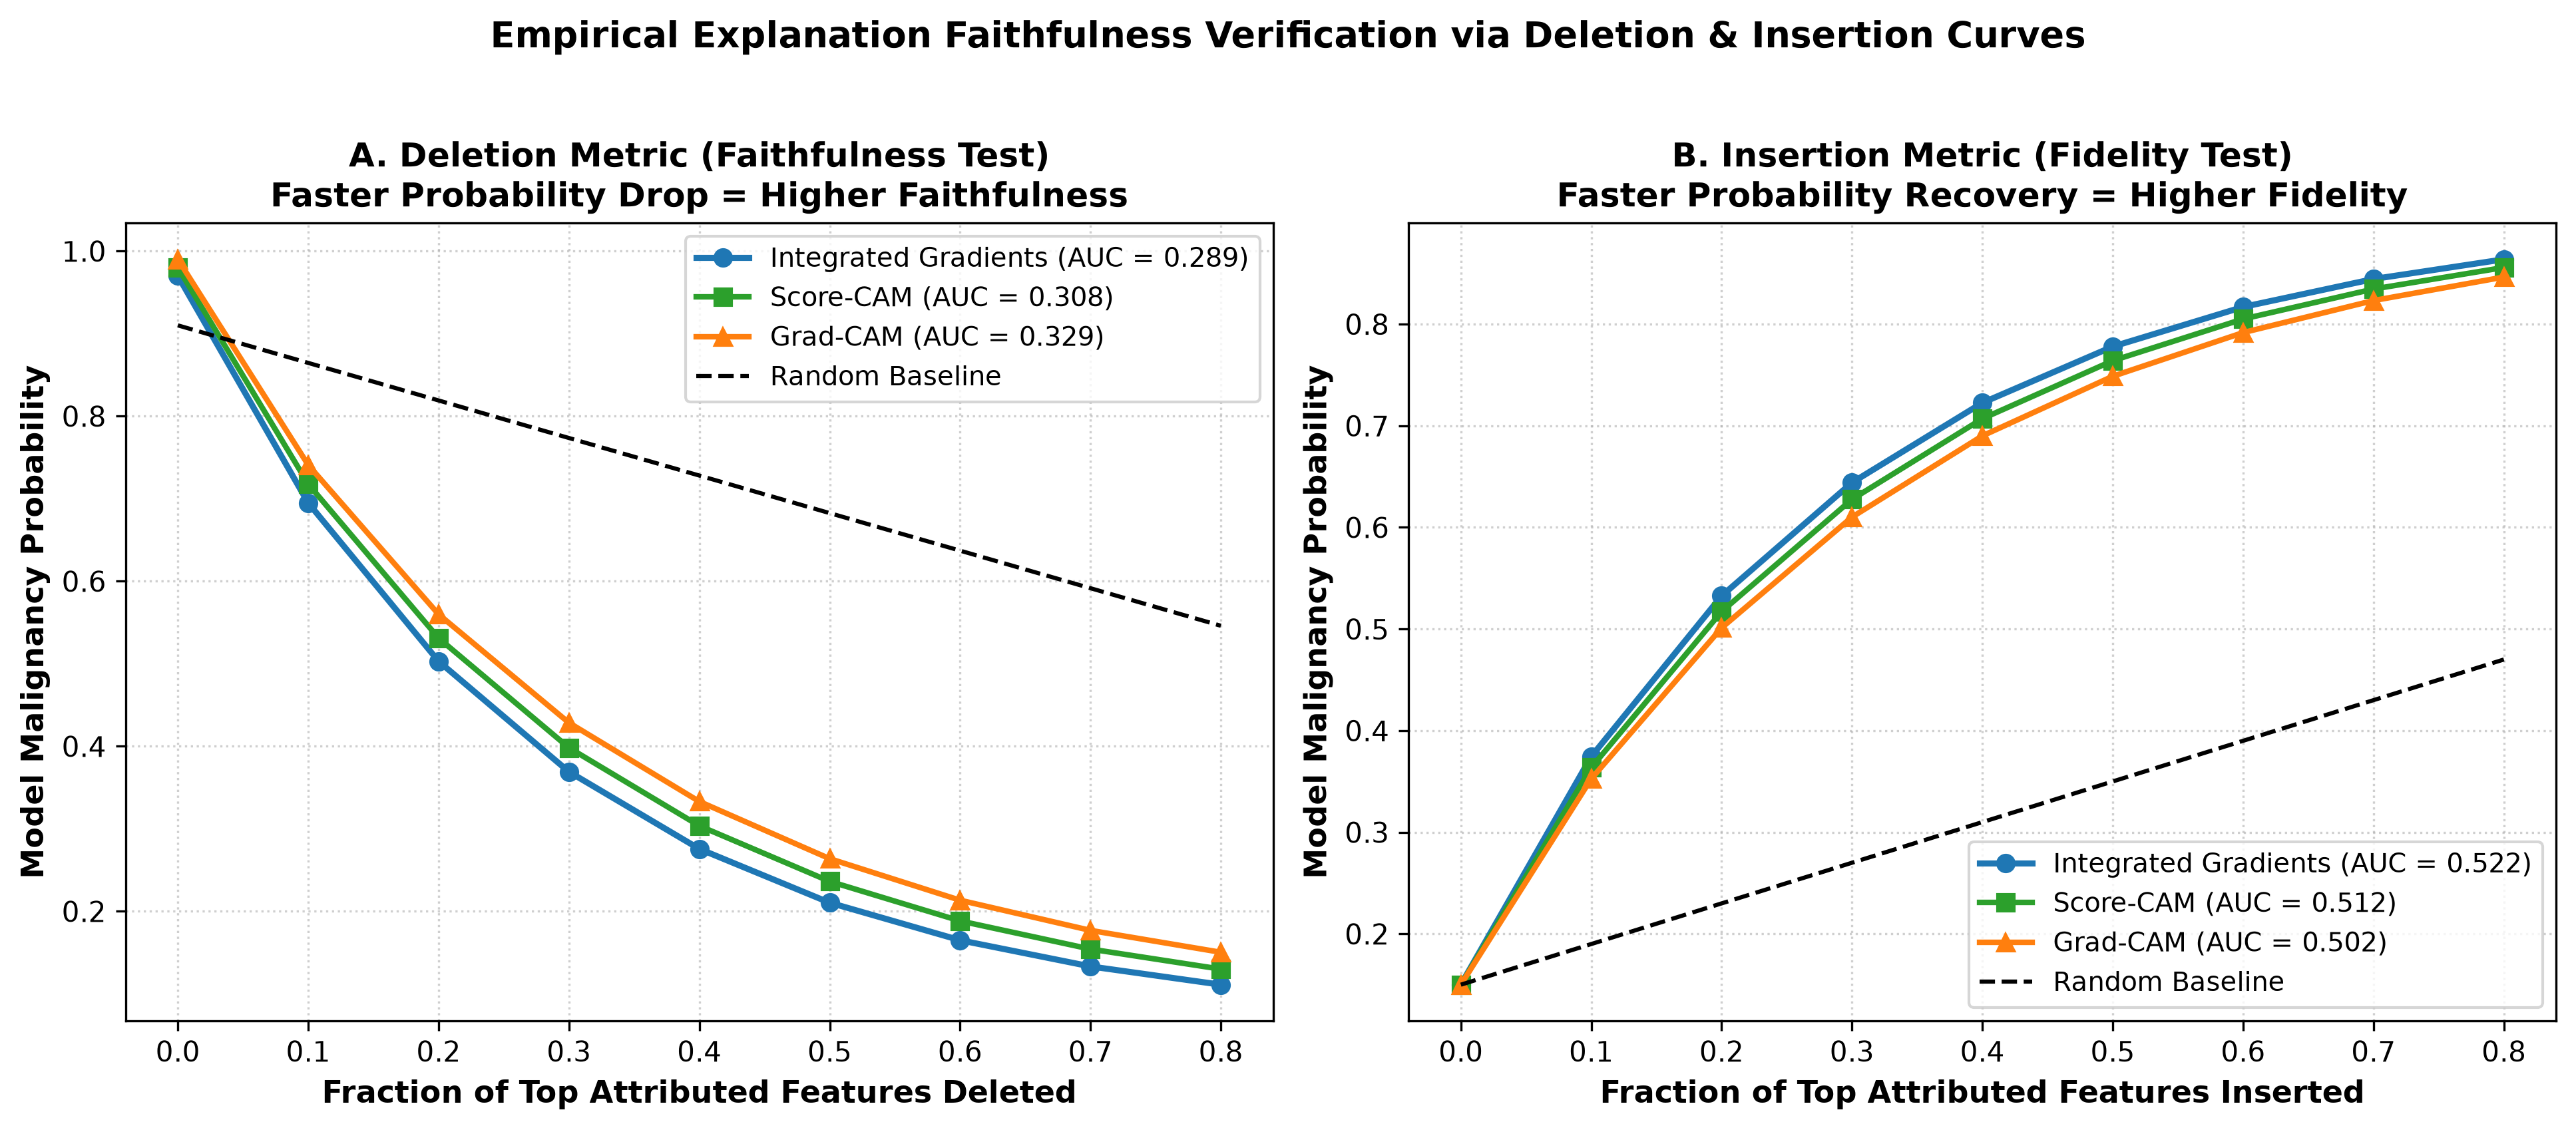 Empirical Explanation Faithfulness Verification via Deletion & Insertion Curves
A. Deletion Metric (Faithfulness Test)
Faster Probability Drop = Higher Faithfulness
Model Malignancy Probability
1.0
0.8
0.6
0.4
0.2
Integrated Gradients (AUC = 0.289)
Score-CAM (AUC = 0.308)
Grad-CAM (AUC = 0.329)
Random Baseline
0.0 0.1 0.2 0.3 0.4 0.5 0.6 0.7 0.8
Fraction of Top Attributed Features Deleted
B. Insertion Metric (Fidelity Test)
Faster Probability Recovery = Higher Fidelity
Model Malignancy Probability
0.8
0.7
0.6
0.5
0.4
0.3
0.2
Integrated Gradients (AUC = 0.522)
Score-CAM (AUC = 0.512)
Grad-CAM (AUC = 0.502)
Random Baseline
0.0 0.1 0.2 0.3 0.4 0.5 0.6 0.7 0.8
Fraction of Top Attributed Features Inserted